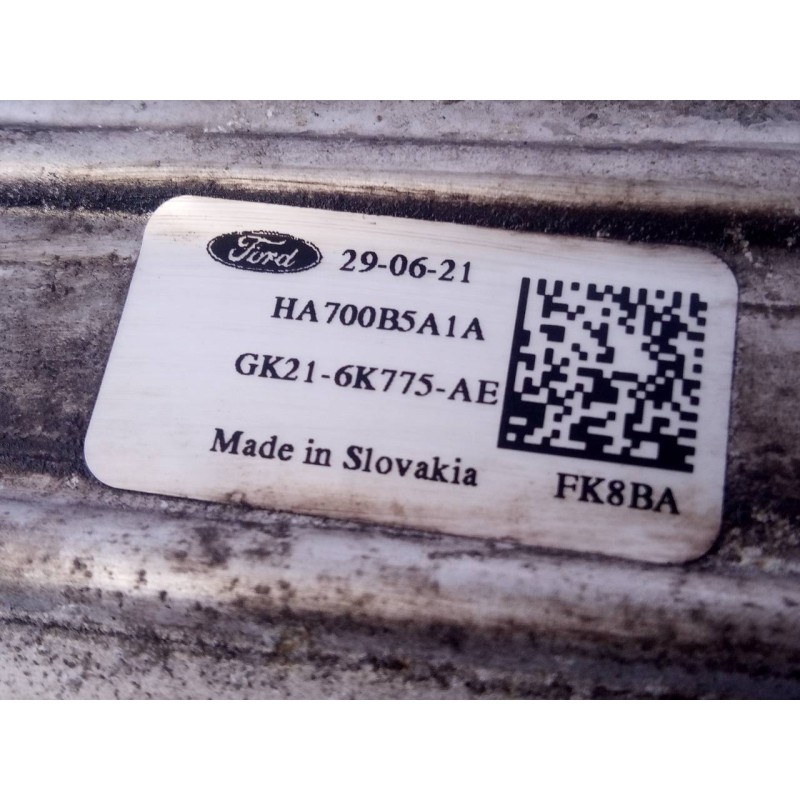 Ford 29-06-21
HA700B5A1A
GK21-6K775-AE
Made in Slovakia
FK8BA